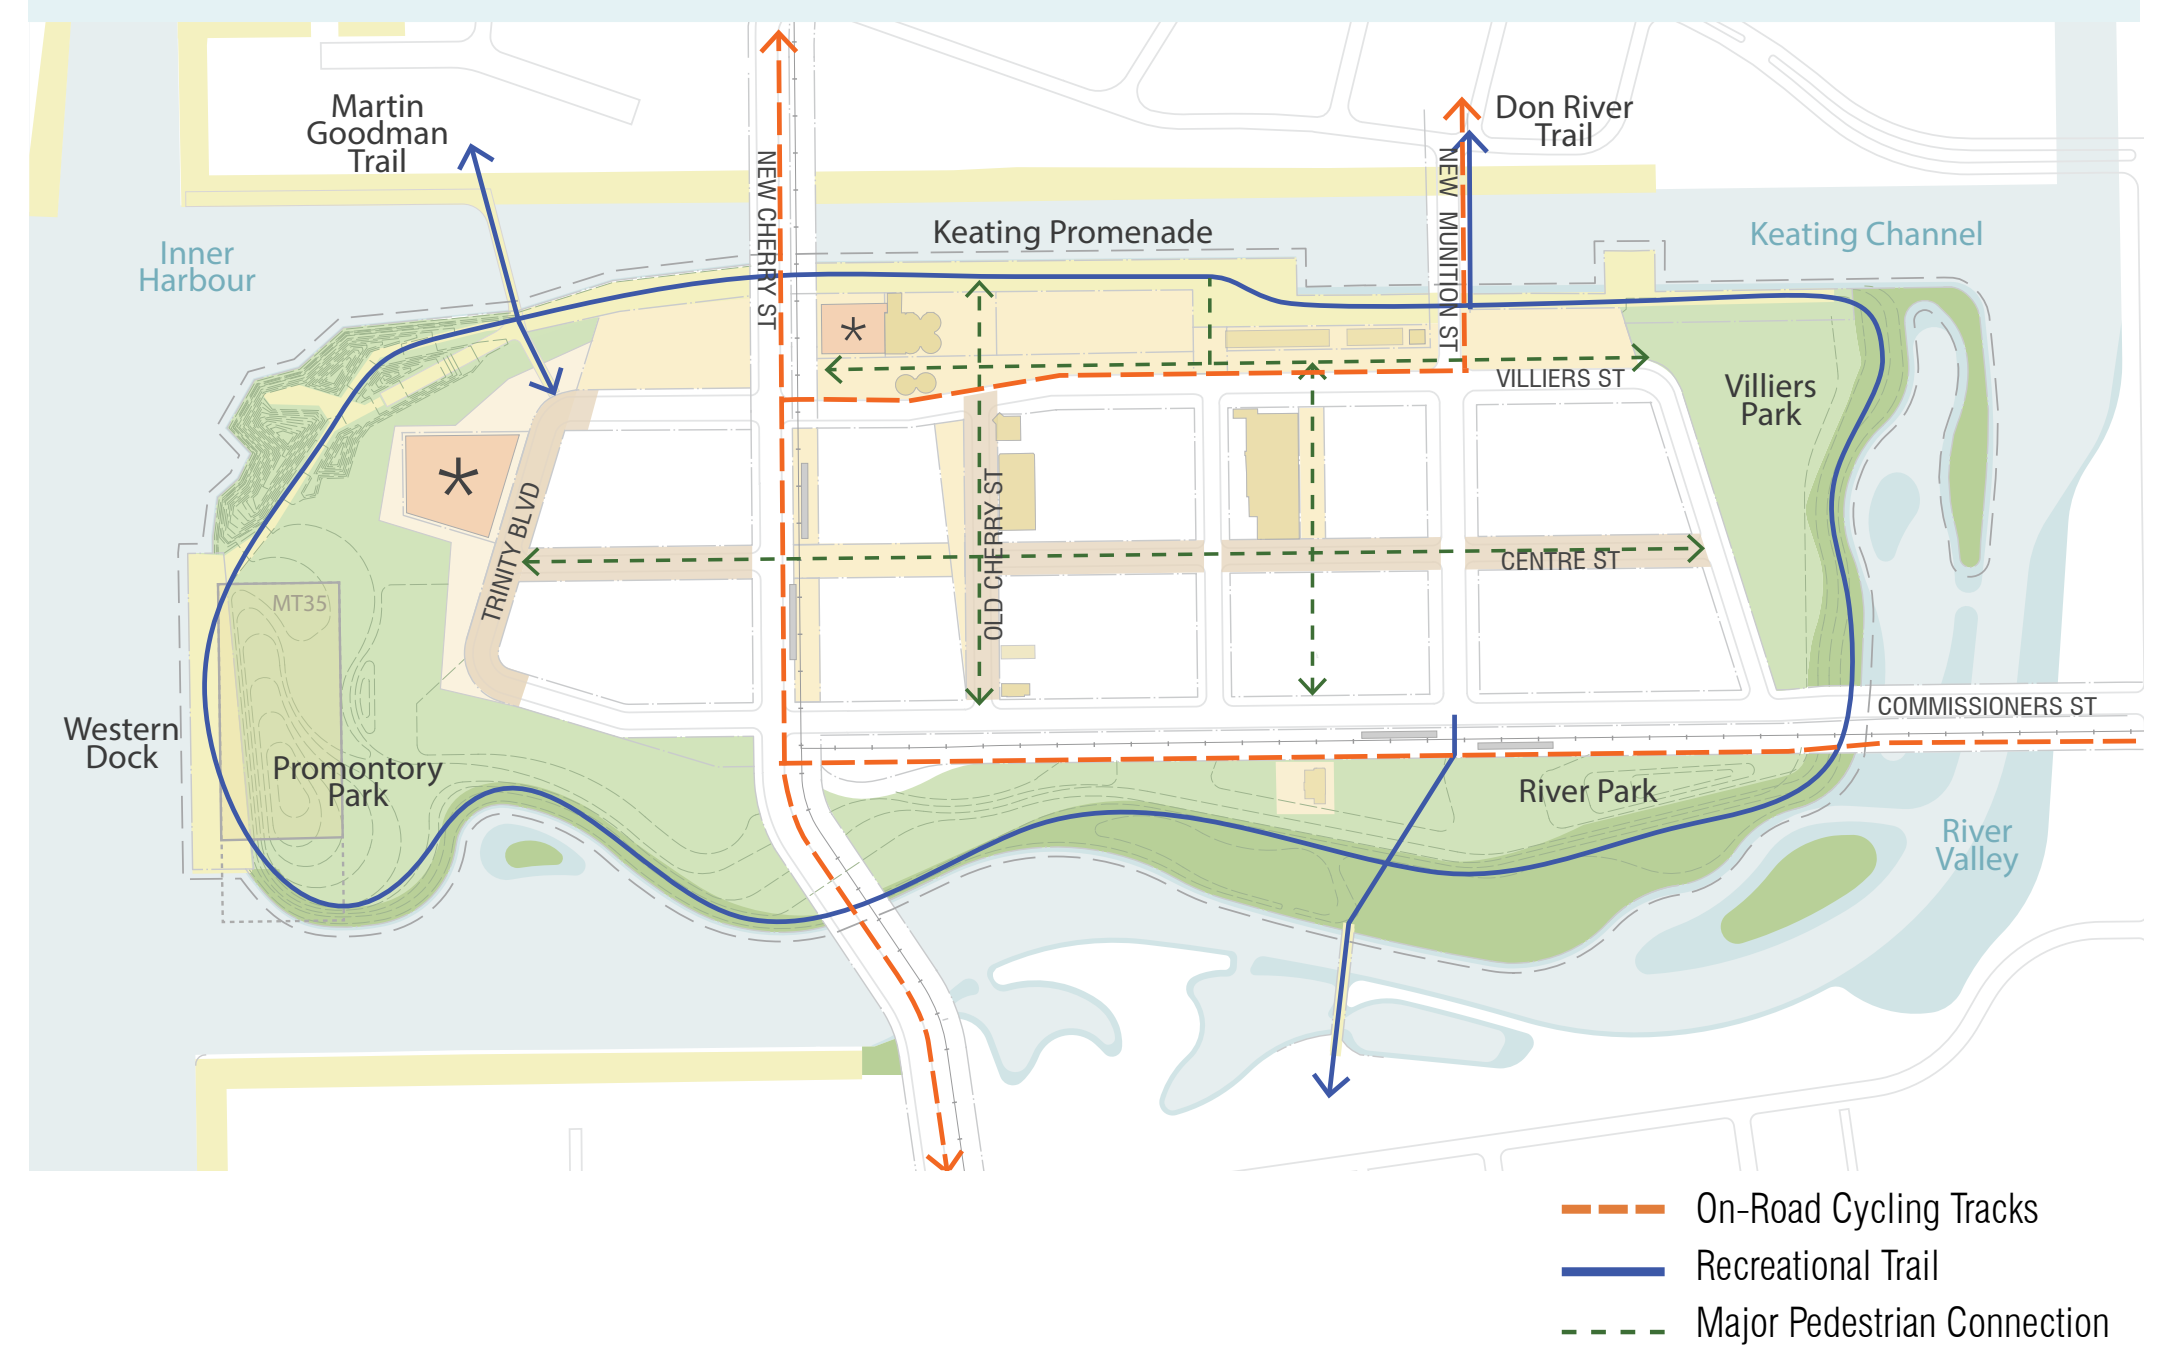 Martin
Goodman
Trail
Don River
Trail
NEW CHERRY ST
NEW MUNITION ST
Keating Promenade
Keating Channel
Inner
Harbour
*
VILLIERS ST
Villiers
Park
*
TRINITY BLVD
OLD CHERRY ST
CENTRE ST
MT35
COMMISSIONERS ST
Western
Dock
Promontory
Park
River Park
River
Valley
On-Road Cycling Tracks
Recreational Trail
Major Pedestrian Connection